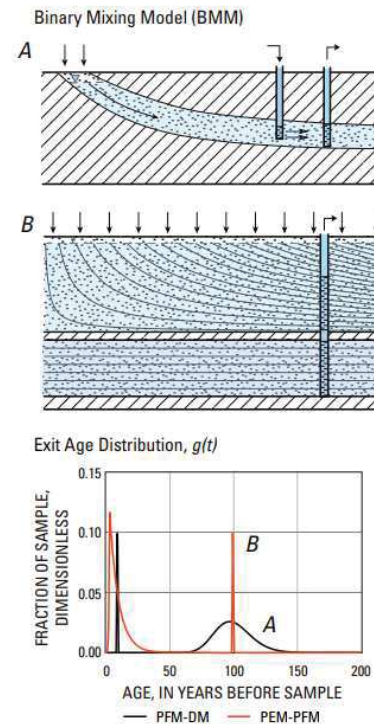 Binary Mixing Model (BMM)
A
B
Exit Age Distribution, g(t)
FRACTION OF SAMPLE,
DIMENSIONLESS
0.15
0.10
0.05
0.00
B
A
0 50 100 150 200
AGE, IN YEARS BEFORE SAMPLE
PFM-DM PEM-PFM